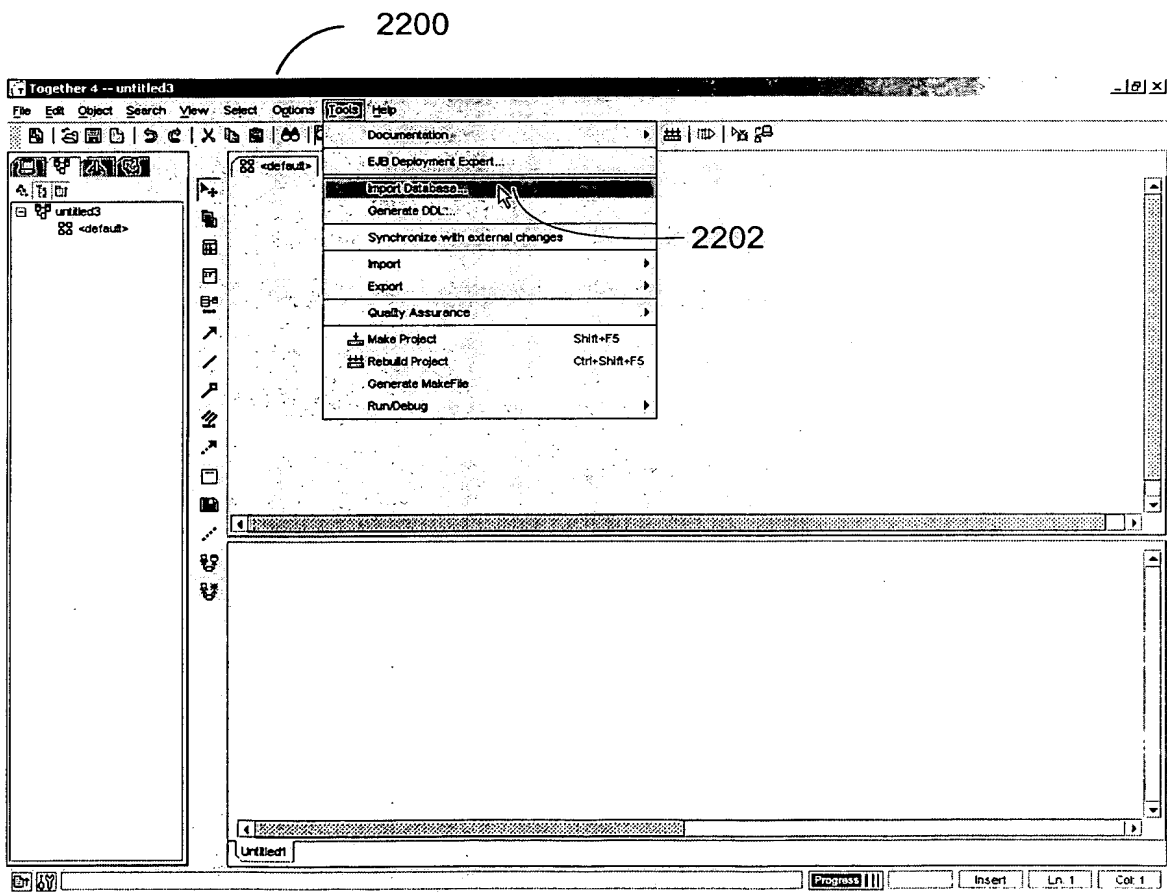 2200
Together 4 -- untitled3
File Edit Object Search View Select Options Tools Help
Documentation
<default>
EJB Deployment Expert...
Import Database...
untitled3
Generate DDL...
<default>
Synchronize with external changes
2202
Import
Export
Quality Assurance
Make Project Shift+F5
Rebuild Project Ctrl+Shift+F5
Generate MakeFile
Run/Debug
Untitled1
Progress Insert Ln. 1 Col: 1